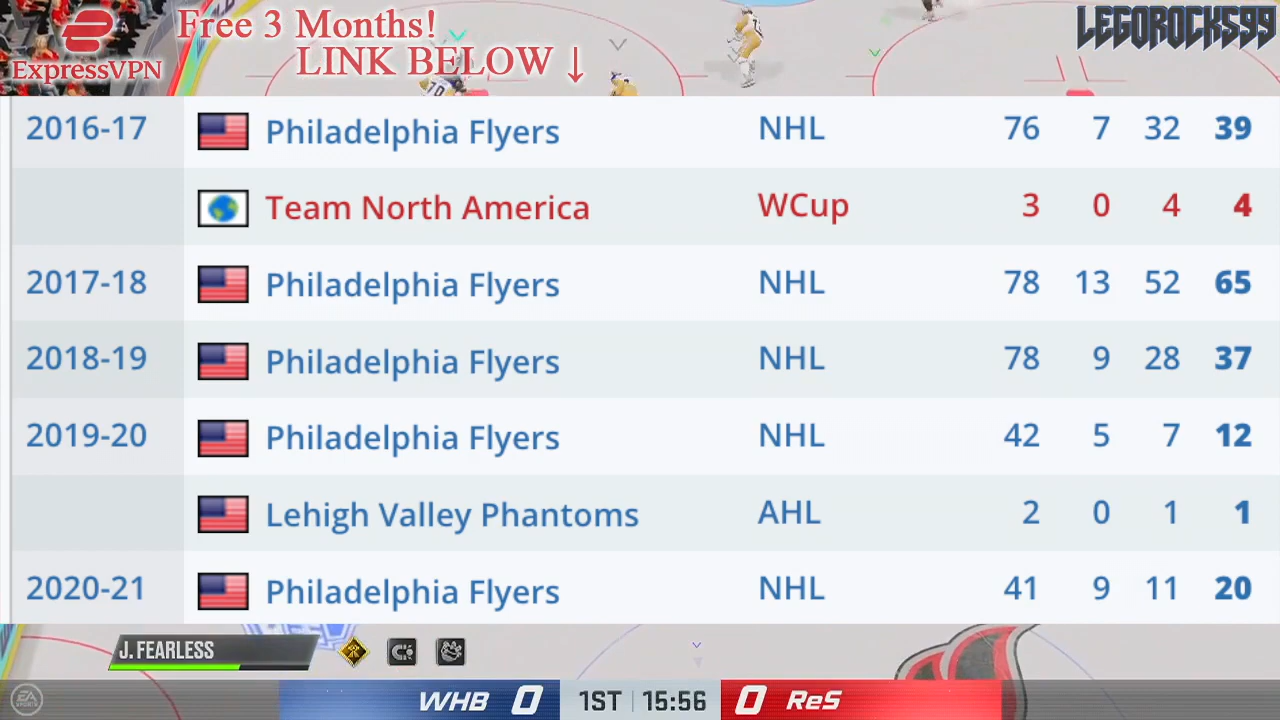 Free 3 Months!
LINK BELOW ↓
ExpressVPN
LEGOROCKS99
2016-17 Philadelphia Flyers NHL 76 7 32 39
Team North America WCup 3 0 4 4
2017-18 Philadelphia Flyers NHL 78 13 52 65
2018-19 Philadelphia Flyers NHL 78 9 28 37
2019-20 Philadelphia Flyers NHL 42 5 7 12
Lehigh Valley Phantoms AHL 2 0 1 1
2020-21 Philadelphia Flyers NHL 41 9 11 20
J. FEARLESS
EA SPORTS WHB 0 1ST 15:56 0 ReS